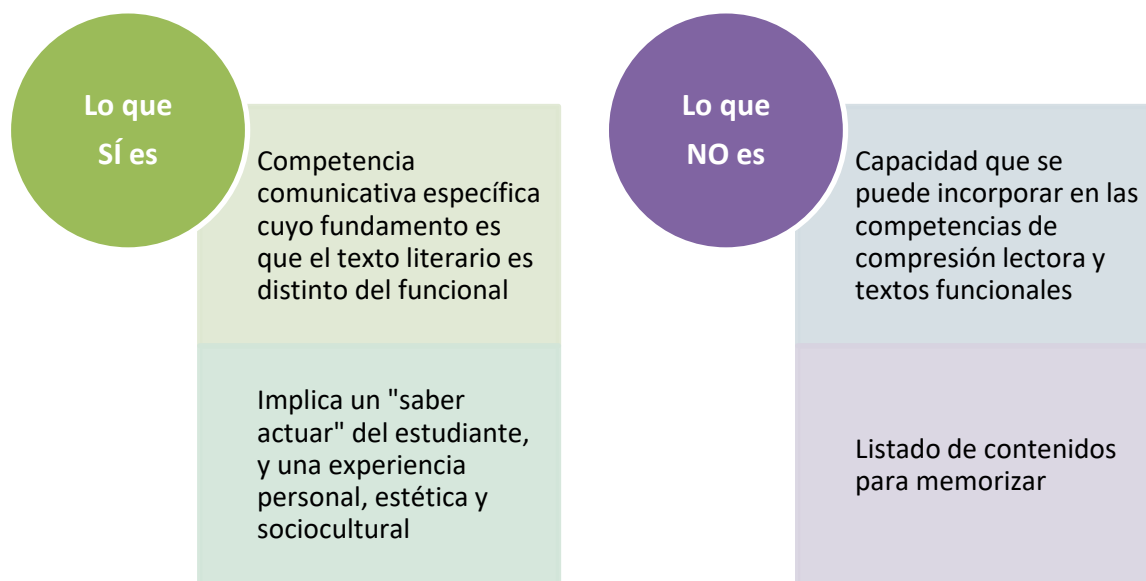 Lo que
SÍ es
Competencia
comunicativa específica
cuyo fundamento es
que el texto literario es
distinto del funcional
Implica un "saber
actuar" del estudiante,
y una experiencia
personal, estética y
sociocultural
Lo que
NO es
Capacidad que se
puede incorporar en las
competencias de
compresión lectora y
textos funcionales
Listado de contenidos
para memorizar